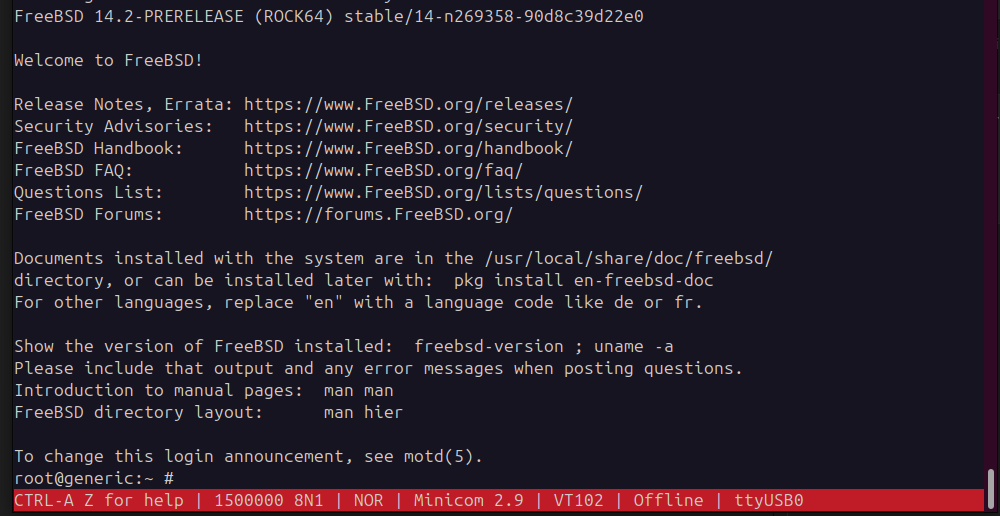 FreeBSD 14.2-PRERELEASE (ROCK64) stable/14-n269358-90d8c39d22e0
Welcome to FreeBSD!
Release Notes, Errata: https://www.FreeBSD.org/releases/
Security Advisories:   https://www.FreeBSD.org/security/
FreeBSD Handbook:      https://www.FreeBSD.org/handbook/
FreeBSD FAQ:           https://www.FreeBSD.org/faq/
Questions List:        https://www.FreeBSD.org/lists/questions/
FreeBSD Forums:        https://forums.FreeBSD.org/
Documents installed with the system are in the /usr/local/share/doc/freebsd/
directory, or can be installed later with:  pkg install en-freebsd-doc
For other languages, replace "en" with a language code like de or fr.
Show the version of FreeBSD installed:  freebsd-version ; uname -a
Please include that output and any error messages when posting questions.
Introduction to manual pages:  man man
FreeBSD directory layout:      man hier
To change this login announcement, see motd(5).
root@generic:~ #
CTRL-A Z for help | 1500000 8N1 | NOR | Minicom 2.9 | VT102 | Offline | ttyUSB0